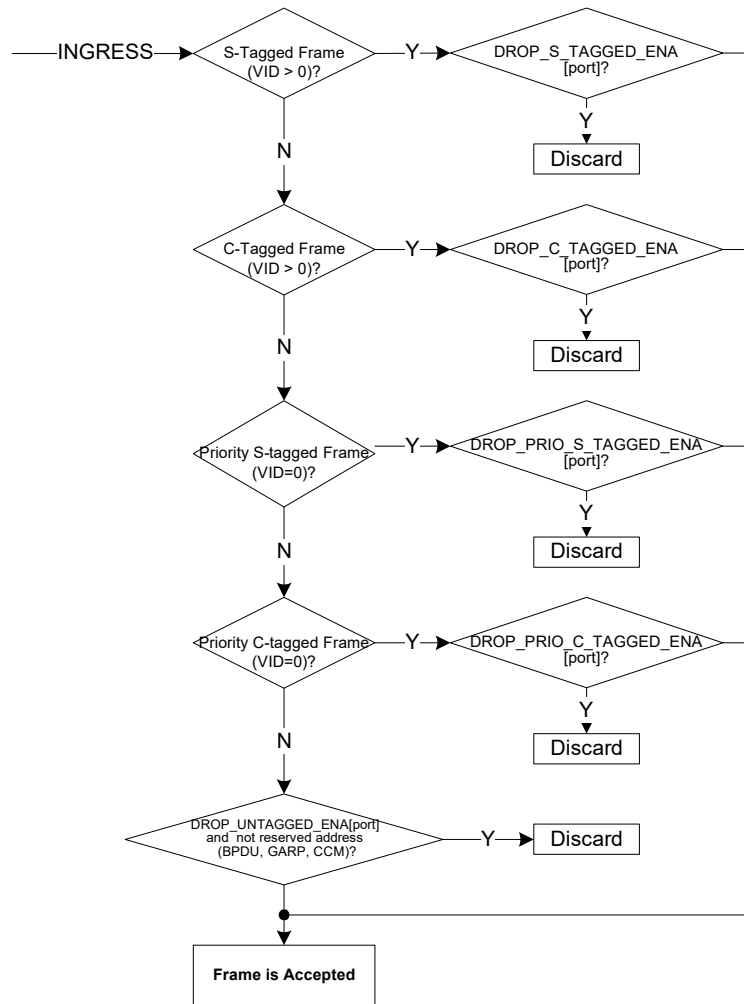 INGRESS
S-Tagged Frame
(VID > 0)?
Y
DROP_S_TAGGED_ENA
[port]?
Y
Discard
N
C-Tagged Frame
(VID > 0)?
Y
DROP_C_TAGGED_ENA
[port]?
Y
Discard
N
Priority S-tagged Frame
(VID=0)?
Y
DROP_PRIO_S_TAGGED_ENA
[port]?
Y
Discard
N
Priority C-tagged Frame
(VID=0)?
Y
DROP_PRIO_C_TAGGED_ENA
[port]?
Y
Discard
N
DROP_UNTAGGED_ENA[port]
and not reserved address
(BPDU, GARP, CCM)?
Y
Discard
Frame is Accepted